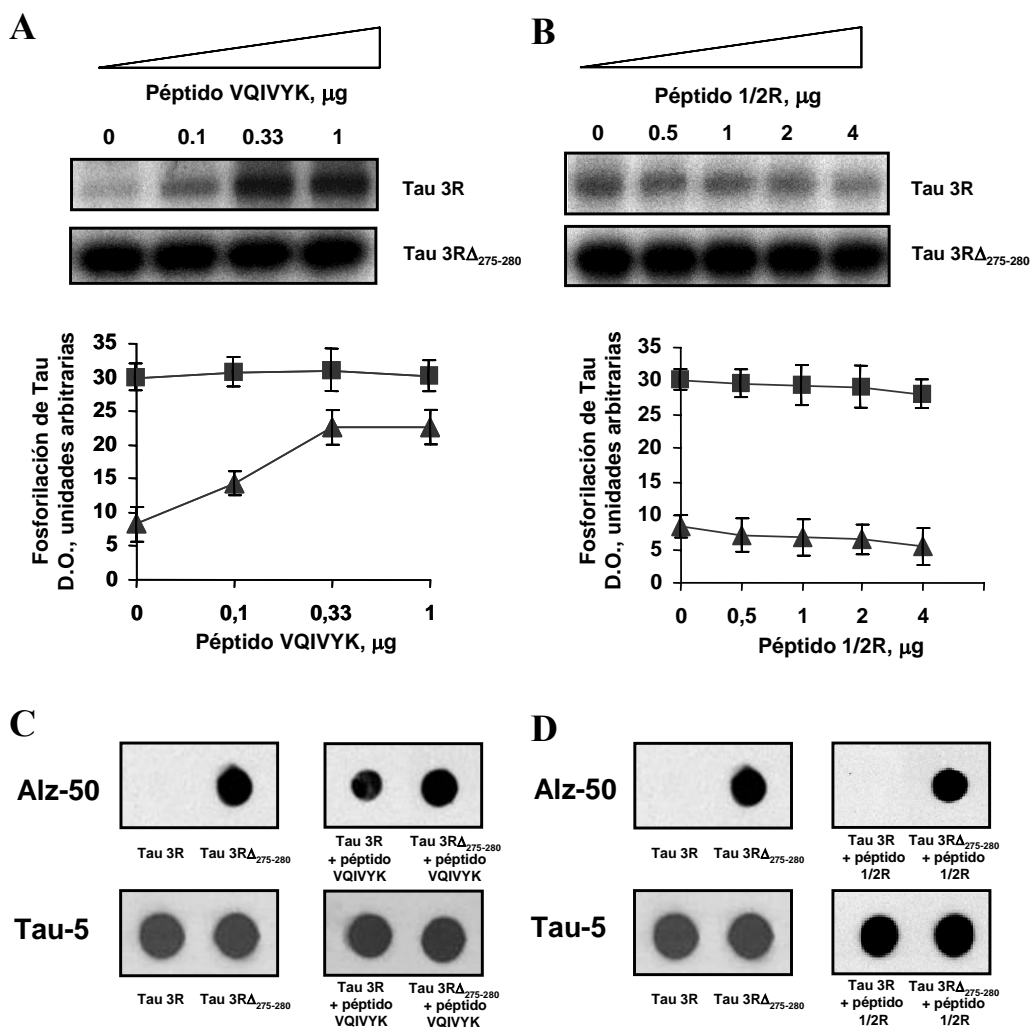 A
Péptido VQIVYK, μg
0 0.1 0.33 1
Tau 3R
Tau 3RΔ275-280
Fosforilación de Tau
D.O., unidades arbitrarias
35
30
25
20
15
10
5
0
0 0,1 0,33 1
Péptido VQIVYK, μg
B
Péptido 1/2R, μg
0 0.5 1 2 4
Tau 3R
Tau 3RΔ275-280
Fosforilación de Tau
D.O., unidades arbitrarias
35
30
25
20
15
10
5
0
0 0,5 1 2 4
Péptido 1/2R, μg
C
Alz-50
Tau 3R Tau 3RΔ275-280
Tau 3R
+ péptido
VQIVYK
Tau 3RΔ275-280
+ péptido
VQIVYK
Tau-5
Tau 3R Tau 3RΔ275-280
Tau 3R
+ péptido
VQIVYK
Tau 3RΔ275-280
+ péptido
VQIVYK
D
Alz-50
Tau 3R Tau 3RΔ275-280
Tau 3R
+ péptido
1/2R
Tau 3RΔ275-280
+ péptido
1/2R
Tau-5
Tau 3R Tau 3RΔ275-280
Tau 3R
+ péptido
1/2R
Tau 3RΔ275-280
+ péptido
1/2R